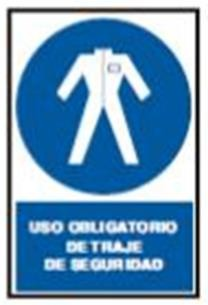 USO OBLIGATORIO
DE TRAJE
DE SEGURIDAD